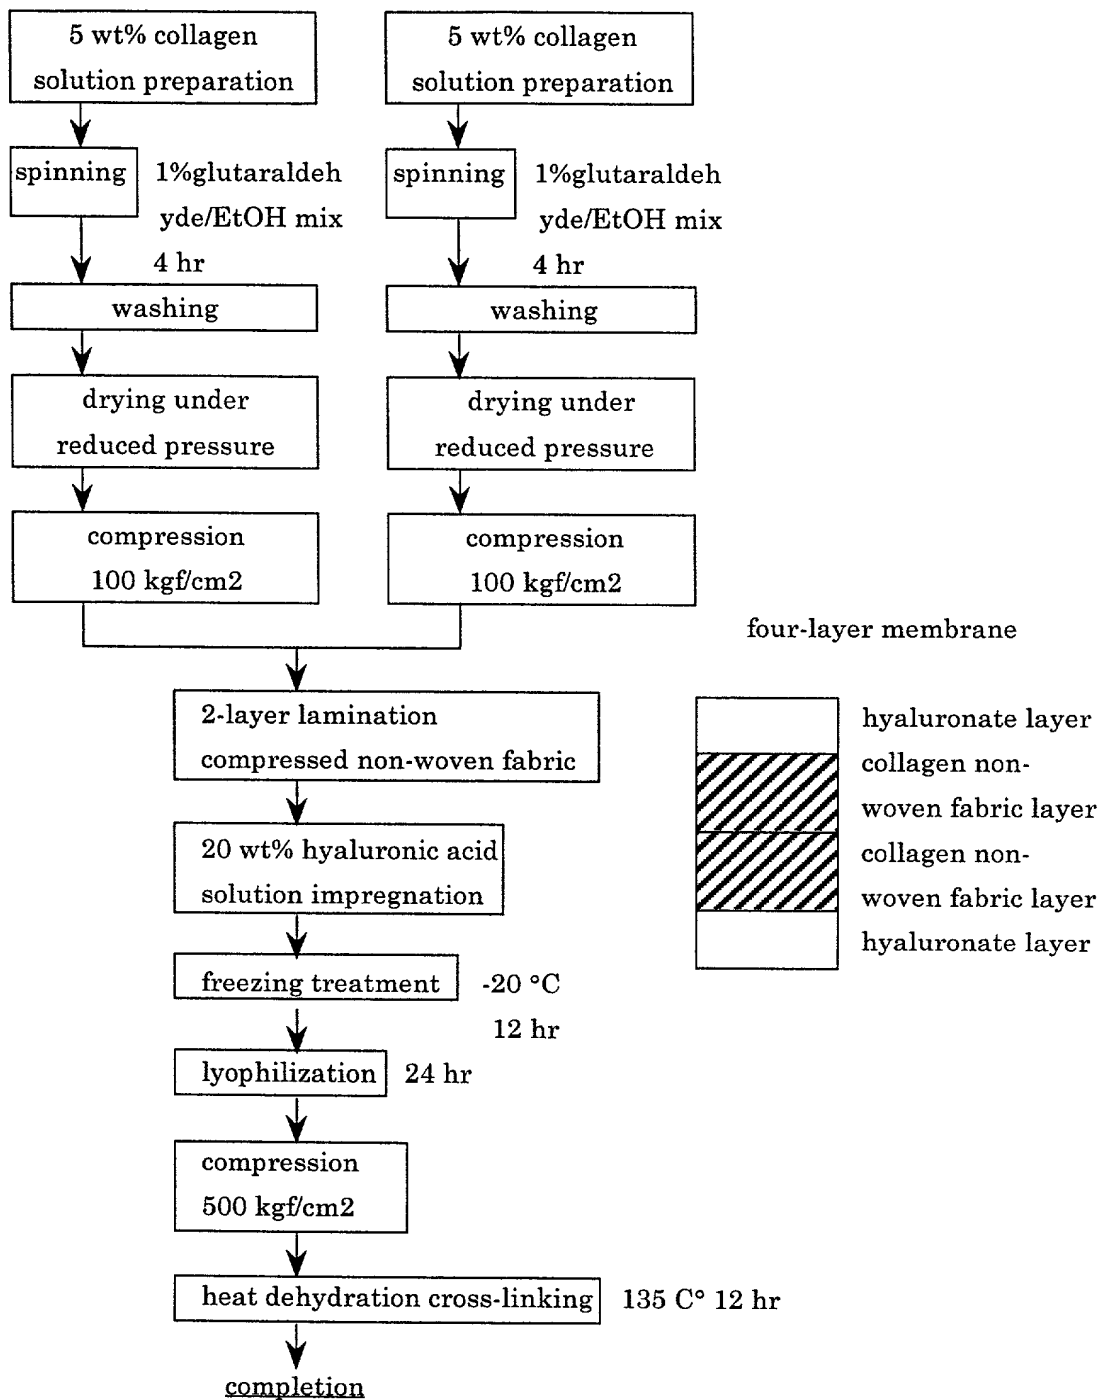 5 wt% collagen
solution preparation
5 wt% collagen
solution preparation
spinning
1%glutaraldeh
yde/EtOH mix
4 hr
spinning
1%glutaraldeh
yde/EtOH mix
4 hr
washing
washing
drying under
reduced pressure
drying under
reduced pressure
compression
100 kgf/cm2
compression
100 kgf/cm2
2-layer lamination
compressed non-woven fabric
20 wt% hyaluronic acid
solution impregnation
freezing treatment
-20 °C
12 hr
lyophilization
24 hr
compression
500 kgf/cm2
heat dehydration cross-linking
135 C° 12 hr
completion
four-layer membrane
hyaluronate layer
collagen non-
woven fabric layer
collagen non-
woven fabric layer
hyaluronate layer